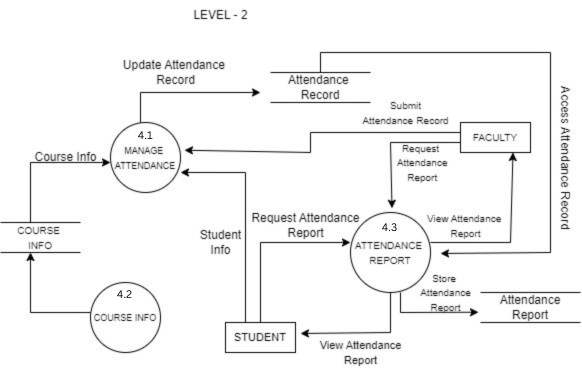 LEVEL - 2
Update Attendance
Record
Attendance
Record
Submit
Attendance Record
Access Attendance Record
4.1
MANAGE
ATTENDANCE
FACULTY
Request
Attendance
Report
Course Info
COURSE
INFO
Student
Info
Request Attendance
Report
4.3
ATTENDANCE
REPORT
View Attendance
Report
Store
Attendance
Report
Attendance
Report
4.2
COURSE INFO
STUDENT
View Attendance
Report